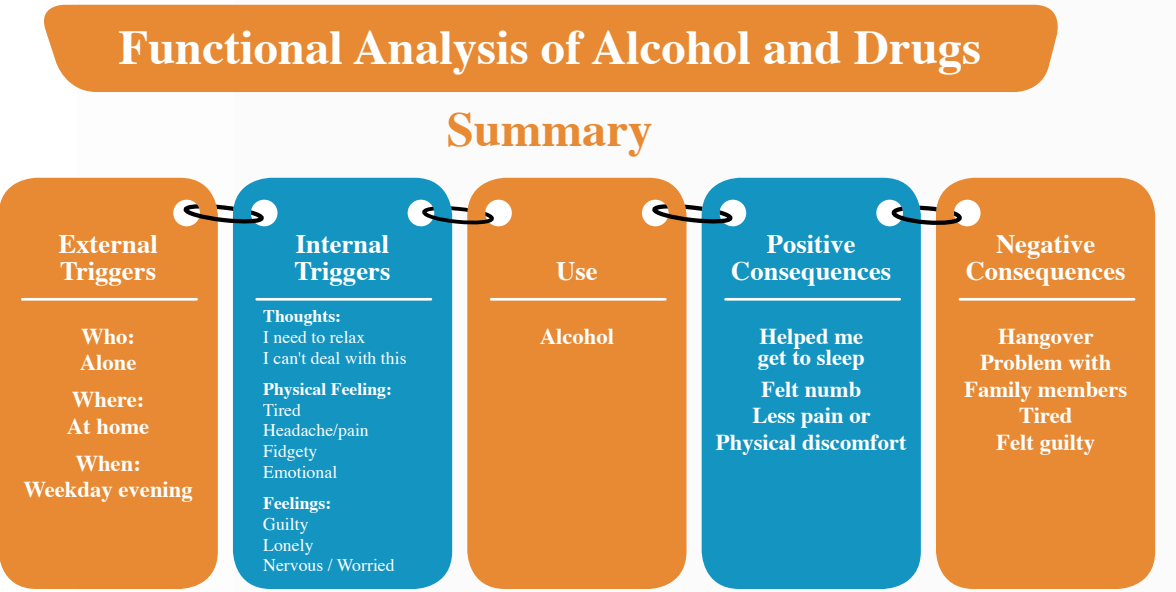 Functional Analysis of Alcohol and Drugs
Summary
External
Triggers
Who:
Alone
Where:
At home
When:
Weekday evening
Internal
Triggers
Thoughts:
I need to relax
I can't deal with this
Physical Feeling:
Tired
Headache/pain
Fidgety
Emotional
Feelings:
Guilty
Lonely
Nervous / Worried
Use
Alcohol
Positive
Consequences
Helped me
get to sleep
Felt numb
Less pain or
Physical discomfort
Negative
Consequences
Hangover
Problem with
Family members
Tired
Felt guilty